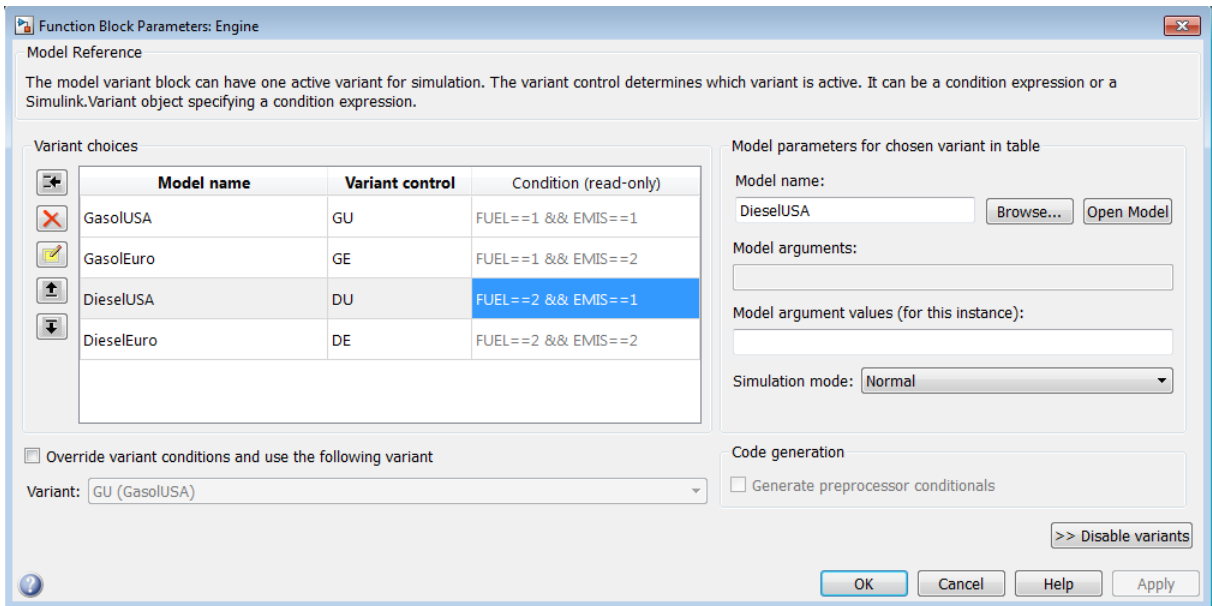 Function Block Parameters: Engine
Model Reference
The model variant block can have one active variant for simulation. The variant control determines which variant is active. It can be a condition expression or a
Simulink.Variant object specifying a condition expression.
Variant choices
Model name Variant control Condition (read-only)
GasolUSA GU FUEL==1 && EMIS==1
GasolEuro GE FUEL==1 && EMIS==2
DieselUSA DU FUEL==2 && EMIS==1
DieselEuro DE FUEL==2 && EMIS==2
Override variant conditions and use the following variant
Variant: GU (GasolUSA)
Model parameters for chosen variant in table
Model name:
DieselUSA Browse... Open Model
Model arguments:
Model argument values (for this instance):
Simulation mode: Normal
Code generation
Generate preprocessor conditionals
>> Disable variants
? OK Cancel Help Apply